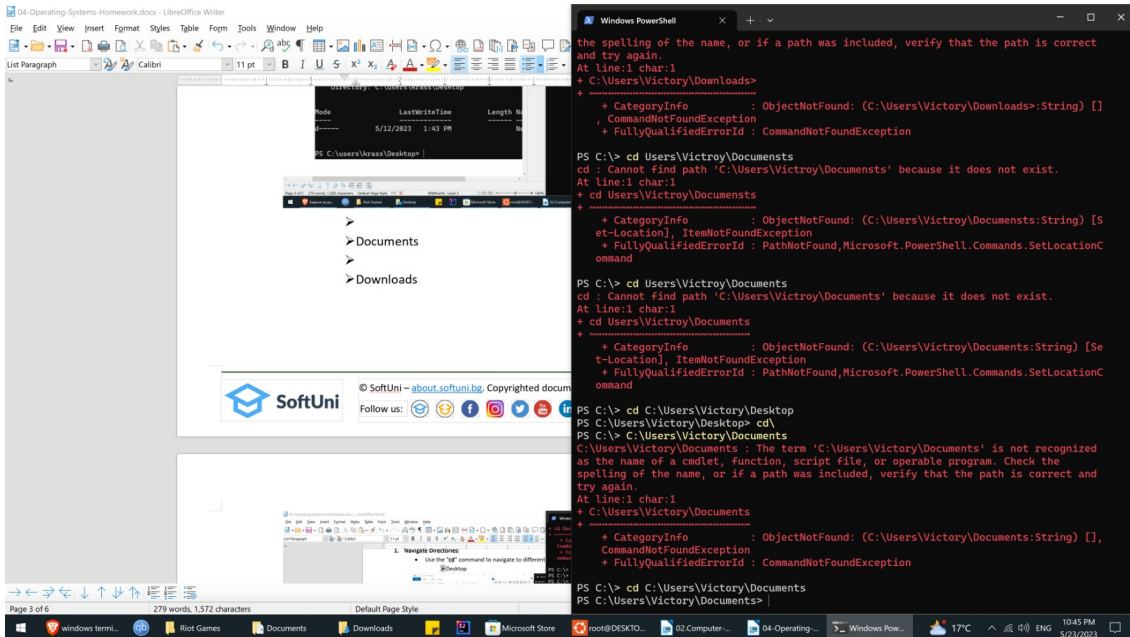 04-Operating-Systems-Homework.docx - LibreOffice Writer
File Edit View Insert Format Styles Table Form Tools Window Help
List Paragraph Calibri 11 pt B I U S X² X₂ A A
Directory: C:\users\krass\Desktop
Mode LastWriteTime Length
d----- 5/12/2023 1:43 PM
PS C:\users\krass\Desktop>
➢
➢Documents
➢
➢Downloads
© SoftUni – about.softuni.bg. Copyrighted docum
SoftUni
Follow us:
1. Navigate Directories:
• Use the "cd" command to navigate to different
Desktop
Page 3 of 6 279 words, 1,572 characters Default Page Style
Windows PowerShell
the spelling of the name, or if a path was included, verify that the path is correct
and try again.
At line:1 char:1
+ C:\Users\Victory\Downloads>
+ ~~~~~~~~~~~~~~~~~~~~~~~~~~~
+ CategoryInfo : ObjectNotFound: (C:\Users\Victory\Downloads>:String) []
, CommandNotFoundException
+ FullyQualifiedErrorId : CommandNotFoundException
PS C:\> cd Users\Victroy\Documensts
cd : Cannot find path 'C:\Users\Victroy\Documensts' because it does not exist.
At line:1 char:1
+ cd Users\Victroy\Documensts
+ ~~~~~~~~~~~~~~~~~~~~~~~~~~~
+ CategoryInfo : ObjectNotFound: (C:\Users\Victroy\Documensts:String) [S
et-Location], ItemNotFoundException
+ FullyQualifiedErrorId : PathNotFound,Microsoft.PowerShell.Commands.SetLocationC
ommand
PS C:\> cd Users\Victroy\Documents
cd : Cannot find path 'C:\Users\Victroy\Documents' because it does not exist.
At line:1 char:1
+ cd Users\Victroy\Documents
+ ~~~~~~~~~~~~~~~~~~~~~~~~~~
+ CategoryInfo : ObjectNotFound: (C:\Users\Victroy\Documents:String) [Se
t-Location], ItemNotFoundException
+ FullyQualifiedErrorId : PathNotFound,Microsoft.PowerShell.Commands.SetLocationC
ommand
PS C:\> cd C:\Users\Victory\Desktop
PS C:\Users\Victory\Desktop> cd\
PS C:\> C:\Users\Victory\Documents
C:\Users\Victory\Documents : The term 'C:\Users\Victory\Documents' is not recognized
as the name of a cmdlet, function, script file, or operable program. Check the
spelling of the name, or if a path was included, verify that the path is correct and
try again.
At line:1 char:1
+ C:\Users\Victory\Documents
+ ~~~~~~~~~~~~~~~~~~~~~~~~~~
+ CategoryInfo : ObjectNotFound: (C:\Users\Victory\Documents:String) [],
CommandNotFoundException
+ FullyQualifiedErrorId : CommandNotFoundException
PS C:\> cd C:\Users\Victory\Documents
PS C:\Users\Victory\Documents>
windows termi... Riot Games Documents Downloads Microsoft Store root@DESKTO... 02.Computer-... 04-Operating-... Windows Pow... 17°C ENG 10:45 PM
5/23/2023